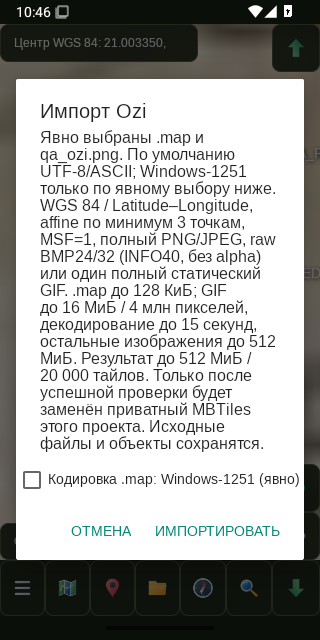 10:46
Центр WGS 84: 21.003350,
Импорт Ozi
Явно выбраны .map и
qa_ozi.png. По умолчанию
UTF-8/ASCII; Windows-1251
только по явному выбору ниже.
WGS 84 / Latitude–Longitude,
affine по минимум 3 точкам,
MSF=1, полный PNG/JPEG, raw
BMP24/32 (INFO40, без alpha)
или один полный статический
GIF. .map до 128 КиБ; GIF
до 16 МиБ / 4 млн пикселей,
декодирование до 15 секунд,
остальные изображения до 512
МиБ. Результат до 512 МиБ /
20 000 тайлов. Только после
успешной проверки будет
заменён приватный MBTiles
этого проекта. Исходные
файлы и объекты сохранятся.
Кодировка .map: Windows-1251 (явно)
ОТМЕНА ИМПОРТИРОВАТЬ